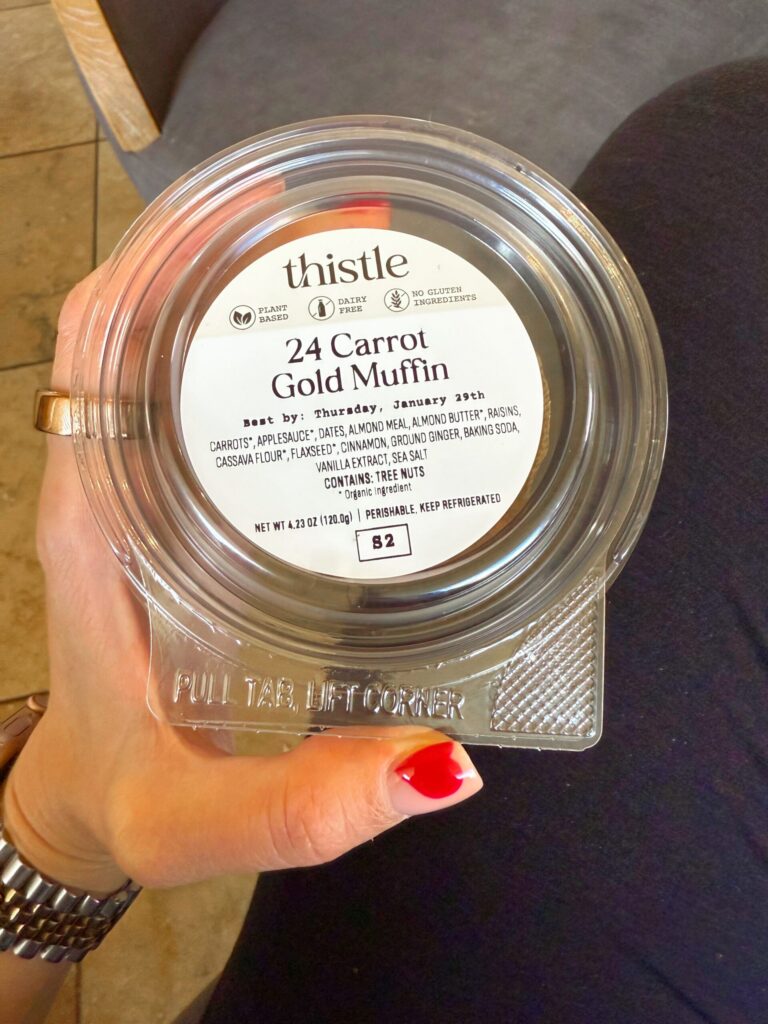 thistle
PLANT
BASED
DAIRY
FREE
NO GLUTEN
INGREDIENTS
24 Carrot
Gold Muffin
Best by: Thursday, January 29th
CARROTS*, APPLESAUCE*, DATES, ALMOND MEAL, ALMOND BUTTER*, RAISINS,
CASSAVA FLOUR*, FLAXSEED*, CINNAMON, GROUND GINGER, BAKING SODA,
VANILLA EXTRACT, SEA SALT
CONTAINS: TREE NUTS
* Organic Ingredient
NET WT 4.23 OZ (120.0g) | PERISHABLE, KEEP REFRIGERATED
S2
PULL TAB, LIFT CORNER